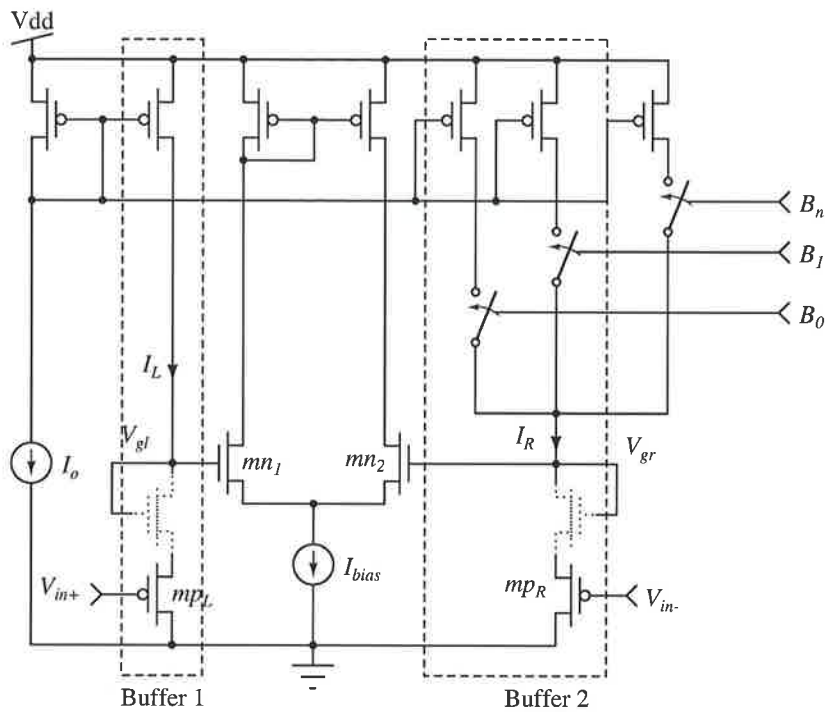 Vdd
B_n
B_1
B_0
I_L
I_R
V_gl
V_gr
I_o
mn_1
mn_2
I_bias
V_in+
mp_L
mp_R
V_in-
Buffer 1
Buffer 2